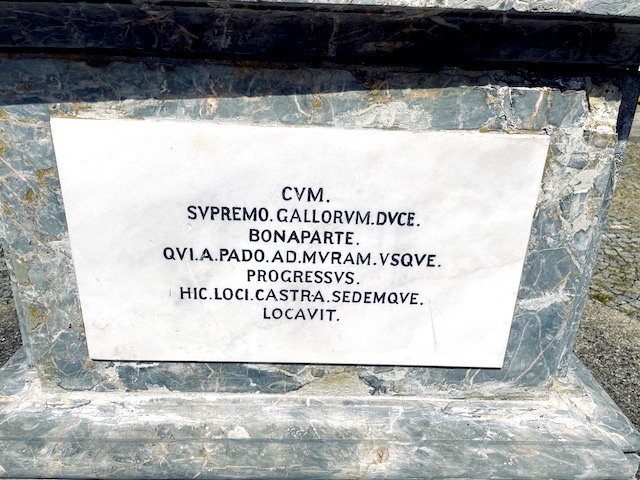 CVM.
SVPREMO.GALLORVM.DVCE.
BONAPARTE.
QVI.A.PADO.AD.MVRAM.VSQVE.
PROGRESSVS.
HIC.LOCI.CASTRA.SEDEMQVE.
LOCAVIT.